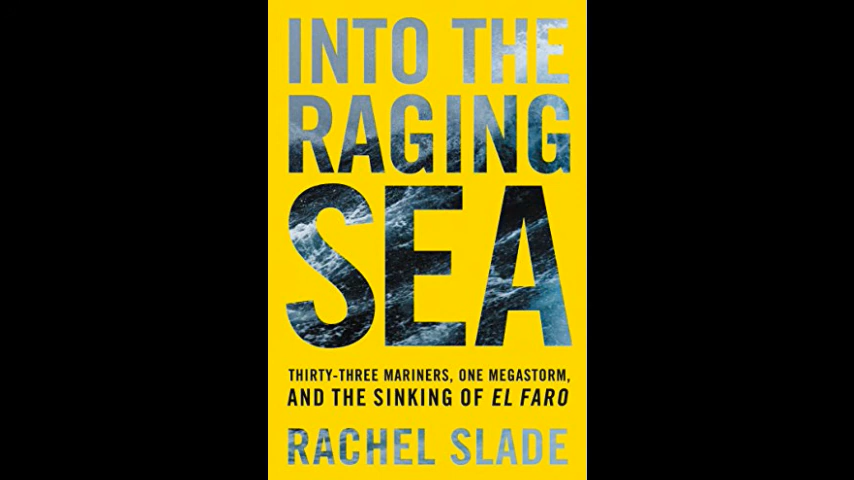 INTO THE
RAGING
SEA
THIRTY-THREE MARINERS, ONE MEGASTORM,
AND THE SINKING OF EL FARO
RACHEL SLADE